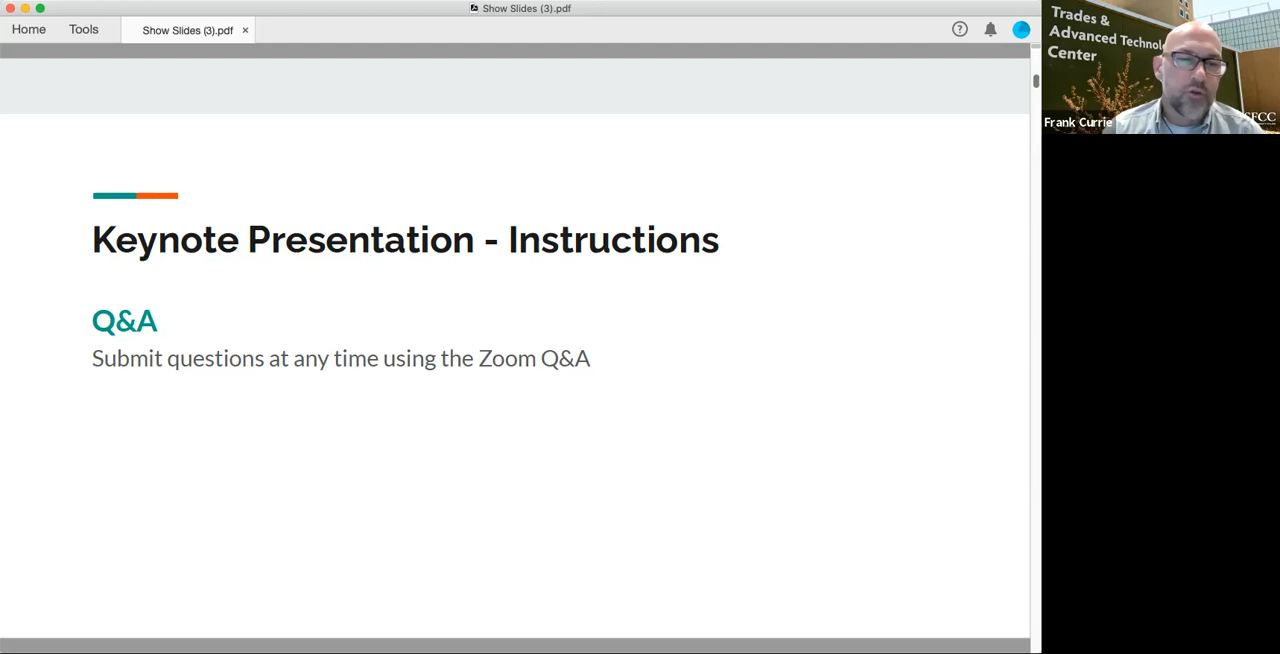 Show Slides (3).pdf
Home
Tools
Show Slides (3).pdf ×
Keynote Presentation - Instructions
Q&A
Submit questions at any time using the Zoom Q&A
Trades &
Advanced
Center
Frank Currie
SFCC